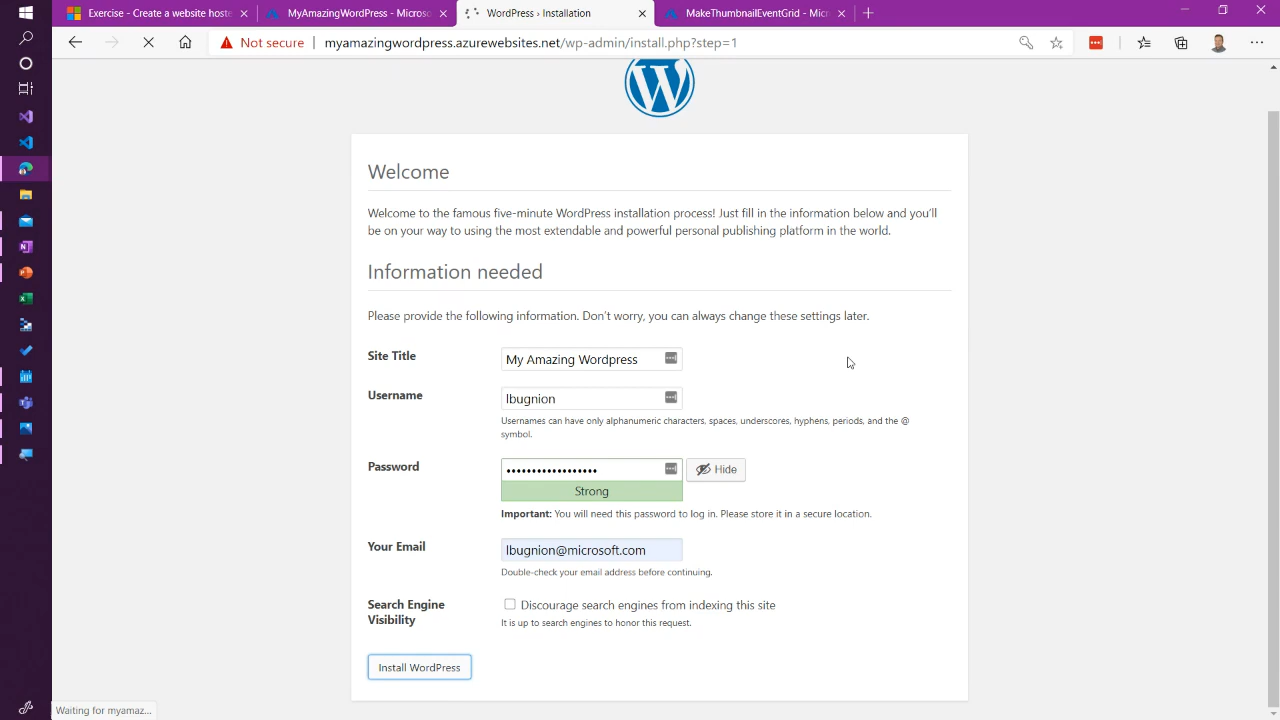 Exercise - Create a website hoste
MyAmazingWordPress - Microso
WordPress › Installation
MakeThumbnailEventGrid - Micr
Not secure
myamazingwordpress.azurewebsites.net/wp-admin/install.php?step=1
Welcome
Welcome to the famous five-minute WordPress installation process! Just fill in the information below and you’ll
be on your way to using the most extendable and powerful personal publishing platform in the world.
Information needed
Please provide the following information. Don’t worry, you can always change these settings later.
Site Title
My Amazing Wordpress
Username
lbugnion
Usernames can have only alphanumeric characters, spaces, underscores, hyphens, periods, and the @
symbol.
Password
••••••••••••••••••
Hide
Strong
Important: You will need this password to log in. Please store it in a secure location.
Your Email
lbugnion@microsoft.com
Double-check your email address before continuing.
Search Engine
Visibility
Discourage search engines from indexing this site
It is up to search engines to honor this request.
Install WordPress
Waiting for myamaz...